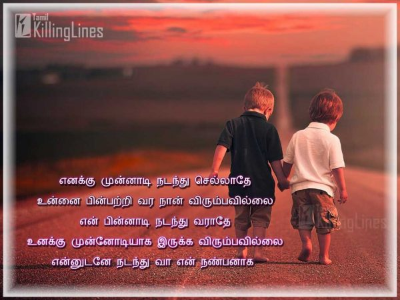 Tamil
KillingLines
எனக்கு முன்னாடி நடந்து செல்லாதே
உன்னை பின்பற்றி வர நான் விரும்பவில்லை
என் பின்னாடி நடந்து வராதே
உனக்கு முன்னோடியாக இருக்க விரும்பவில்லை
என்னுடனே நடந்து வா என் நண்பனாக